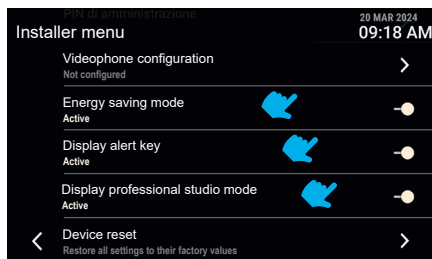 PIN di amministrazione
20 MAR 2024
Installer menu
09:18 AM
Videophone configuration
Not configured
Energy saving mode
Active
Display alert key
Active
Display professional studio mode
Active
Device reset
Restore all settings to their factory values